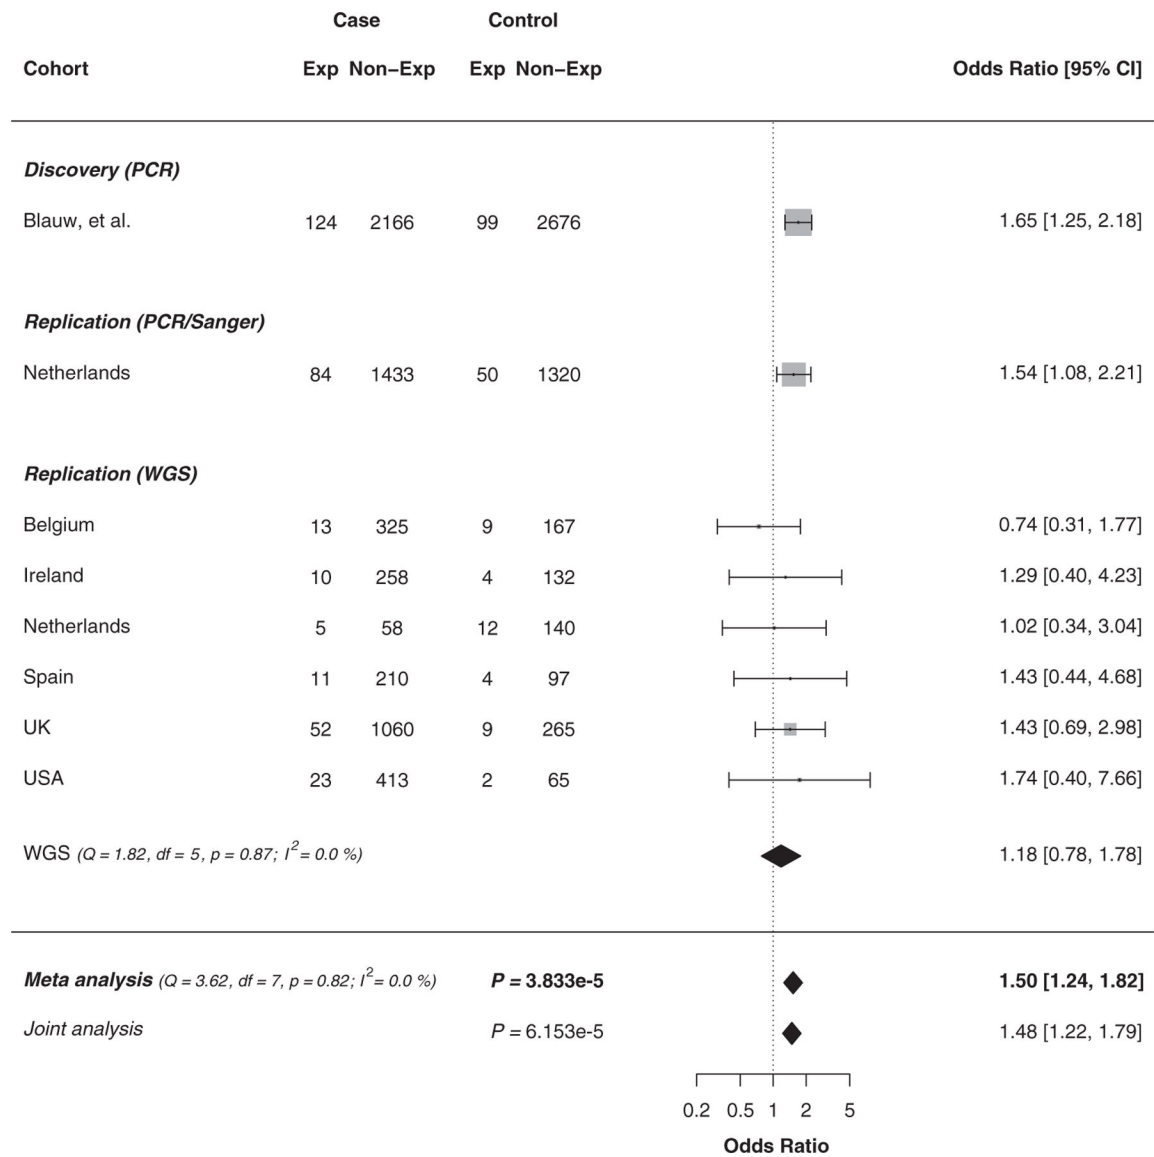 Case Control
Cohort Exp Non−Exp Exp Non−Exp Odds Ratio [95% CI]
Discovery (PCR)
Blauw, et al. 124 2166 99 2676 1.65 [1.25, 2.18]
Replication (PCR/Sanger)
Netherlands 84 1433 50 1320 1.54 [1.08, 2.21]
Replication (WGS)
Belgium 13 325 9 167 0.74 [0.31, 1.77]
Ireland 10 258 4 132 1.29 [0.40, 4.23]
Netherlands 5 58 12 140 1.02 [0.34, 3.04]
Spain 11 210 4 97 1.43 [0.44, 4.68]
UK 52 1060 9 265 1.43 [0.69, 2.98]
USA 23 413 2 65 1.74 [0.40, 7.66]
WGS (Q = 1.82, df = 5, p = 0.87; I² = 0.0 %) 1.18 [0.78, 1.78]
Meta analysis (Q = 3.62, df = 7, p = 0.82; I² = 0.0 %) P = 3.833e-5 1.50 [1.24, 1.82]
Joint analysis P = 6.153e-5 1.48 [1.22, 1.79]
0.2 0.5 1 2 5
Odds Ratio